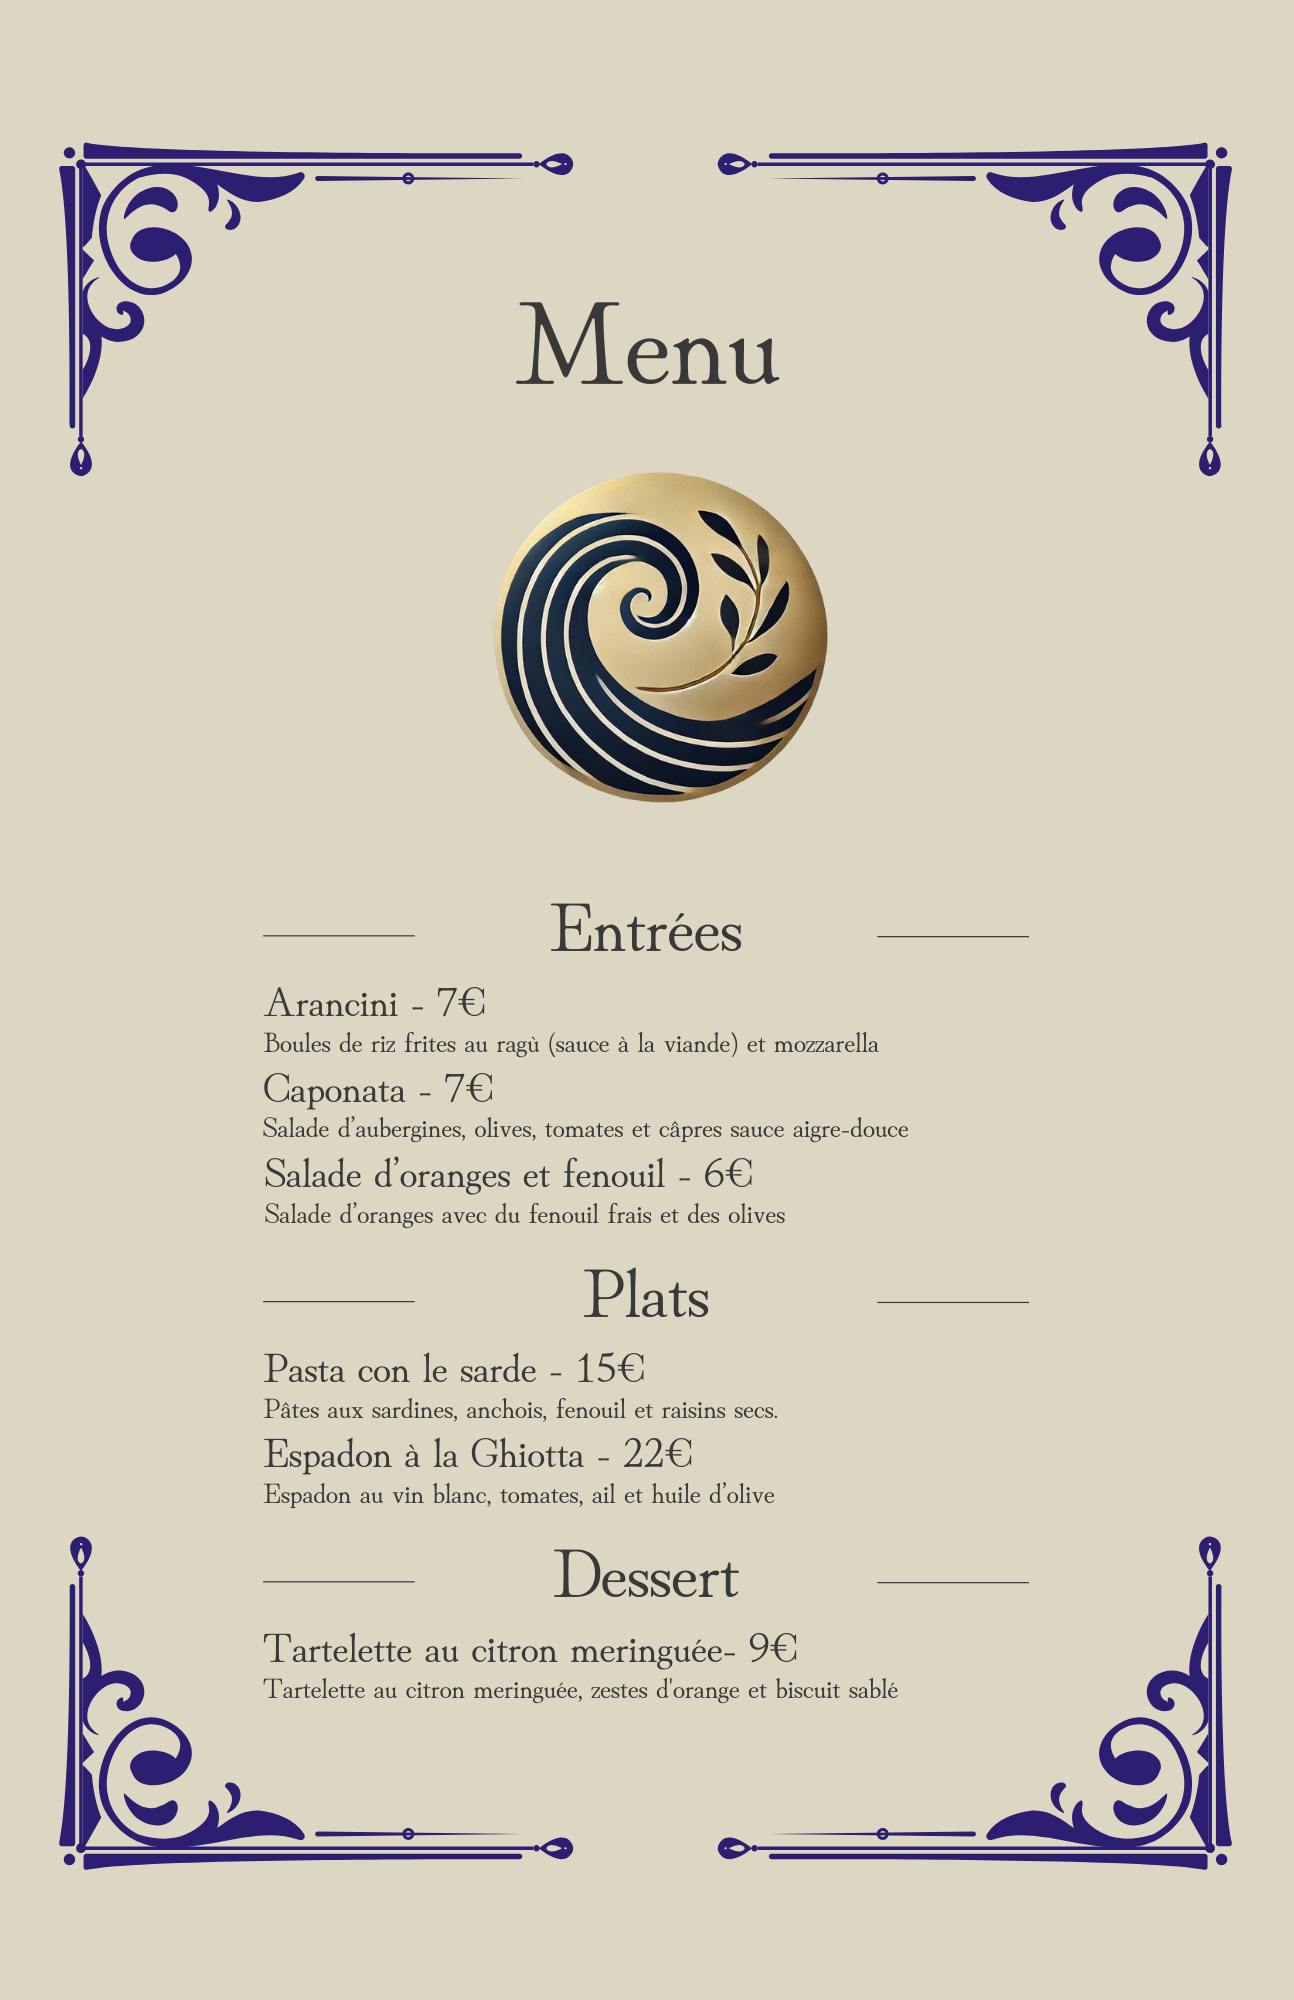 Menu
Entrées
Arancini - 7€
Boules de riz frites au ragù (sauce à la viande) et mozzarella
Caponata - 7€
Salade d’aubergines, olives, tomates et câpres sauce aigre-douce
Salade d’oranges et fenouil - 6€
Salade d’oranges avec du fenouil frais et des olives
Plats
Pasta con le sarde - 15€
Pâtes aux sardines, anchois, fenouil et raisins secs.
Espadon à la Ghiotta - 22€
Espadon au vin blanc, tomates, ail et huile d’olive
Dessert
Tartelette au citron meringuée- 9€
Tartelette au citron meringuée, zestes d'orange et biscuit sablé